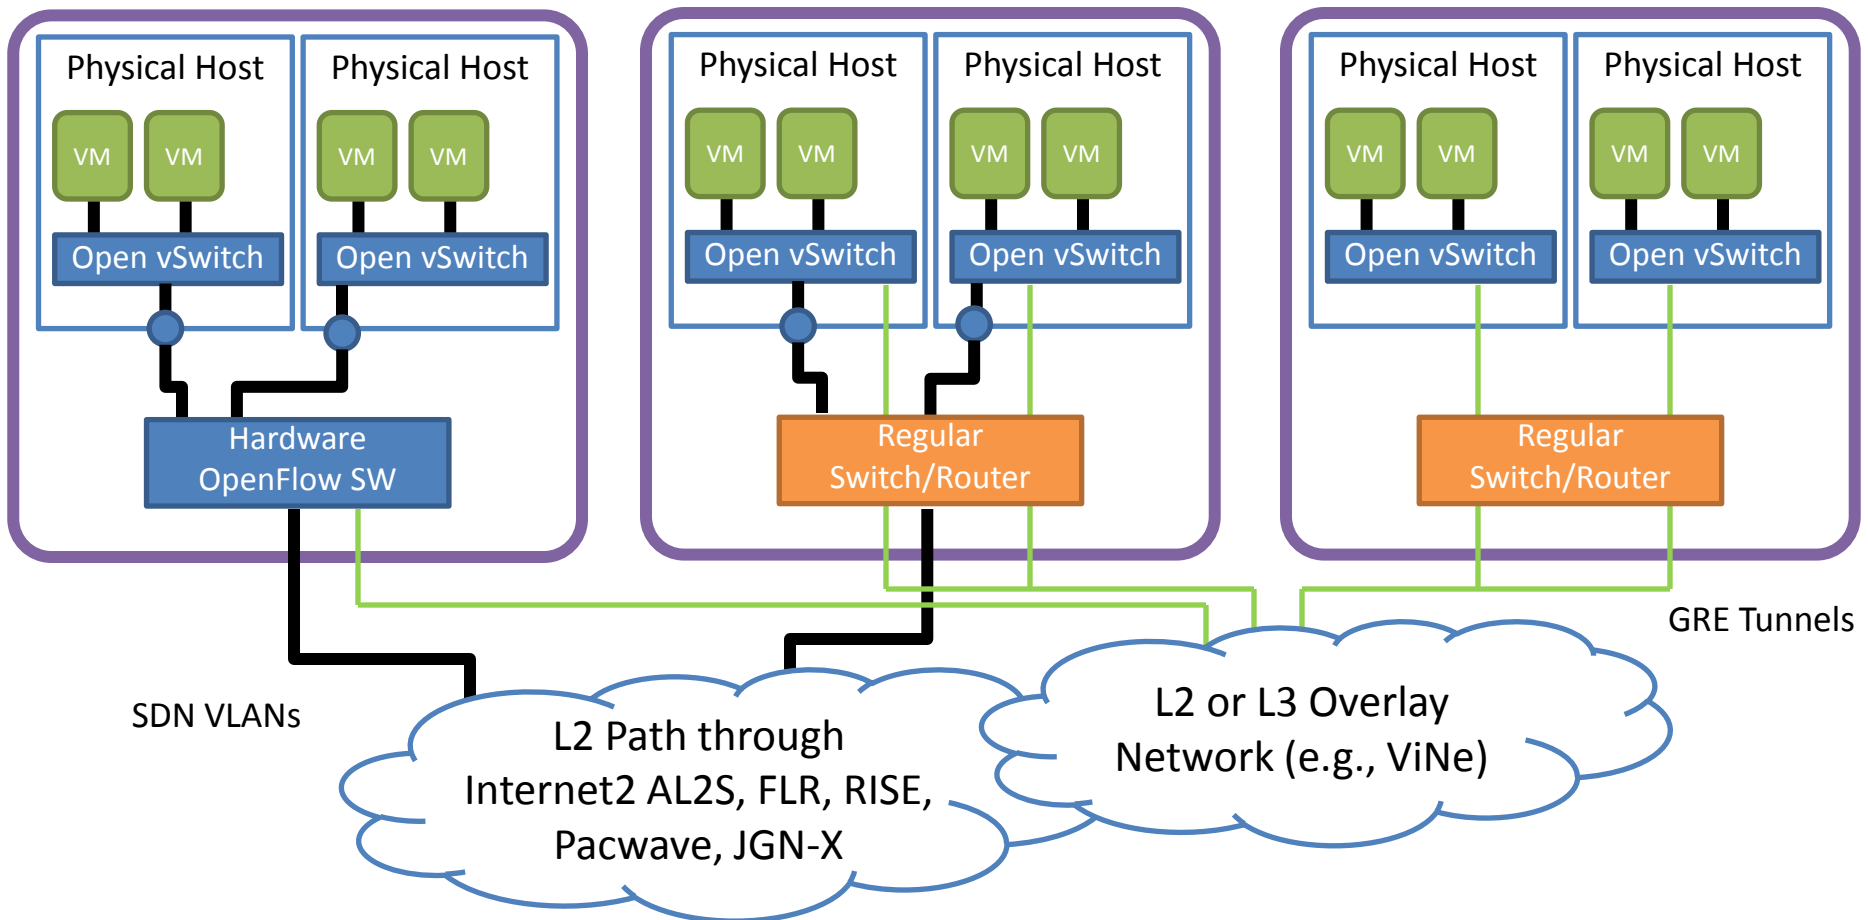 Physical Host
Physical Host
Physical Host
Physical Host
Physical Host
Physical Host
VM
VM
VM
VM
VM
VM
VM
VM
VM
VM
VM
VM
Open vSwitch
Open vSwitch
Open vSwitch
Open vSwitch
Open vSwitch
Open vSwitch
Hardware
OpenFlow SW
Regular
Switch/Router
Regular
Switch/Router
GRE Tunnels
SDN VLANs
L2 Path through
Internet2 AL2S, FLR, RISE,
Pacwave, JGN-X
L2 or L3 Overlay
Network (e.g., ViNe)